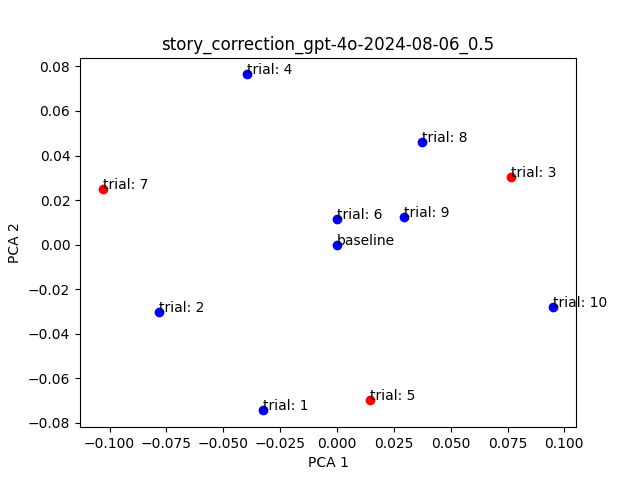 story_correction_gpt-4o-2024-08-06_0.5
0.08
trial: 4
0.06
trial: 8
0.04
trial: 3
trial: 7
0.02
trial: 6
trial: 9
baseline
0.00
PCA 2
−0.02
trial: 10
trial: 2
−0.04
−0.06
trial: 5
trial: 1
−0.08
−0.100 −0.075 −0.050 −0.025 0.000 0.025 0.050 0.075 0.100
PCA 1